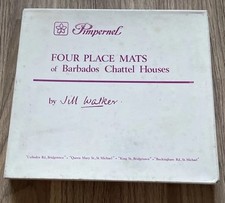 Pimpernel
FOUR PLACE MATS
of Barbados Chattel Houses
by Jill Walker